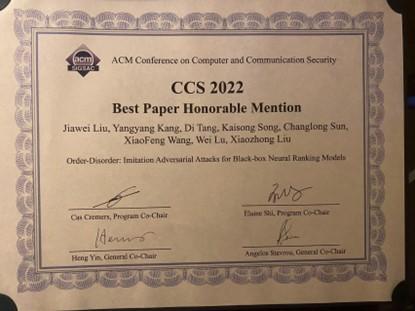 acm
SIGSAC
ACM Conference on Computer and Communication Security
CCS 2022
Best Paper Honorable Mention
Jiawei Liu, Yangyang Kang, Di Tang, Kaisong Song, Changlong Sun,
XiaoFeng Wang, Wei Lu, Xiaozhong Liu
Order-Disorder: Imitation Adversarial Attacks for Black-box Neural Ranking Models
Cas Cremers, Program Co-Chair
Elaine Shi, Program Co-Chair
Heng Yin, General Co-Chair
Angelos Stavrou, General Co-Chair